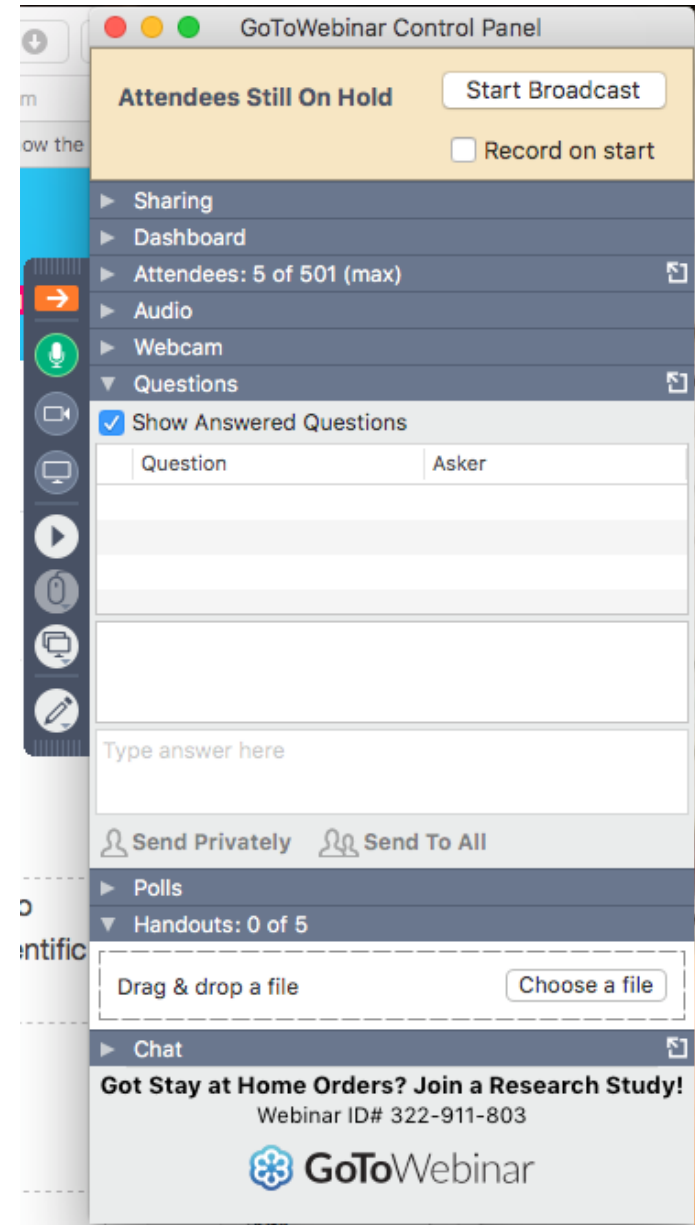 GoToWebinar Control Panel
Attendees Still On Hold
Start Broadcast
Record on start
m
ow the
Sharing
Dashboard
Attendees: 5 of 501 (max)
Audio
Webcam
Questions
Show Answered Questions
Question Asker
Type answer here
Send Privately Send To All
Polls
Handouts: 0 of 5
entific
Drag & drop a file
Choose a file
Chat
Got Stay at Home Orders? Join a Research Study!
Webinar ID# 322-911-803
GoToWebinar